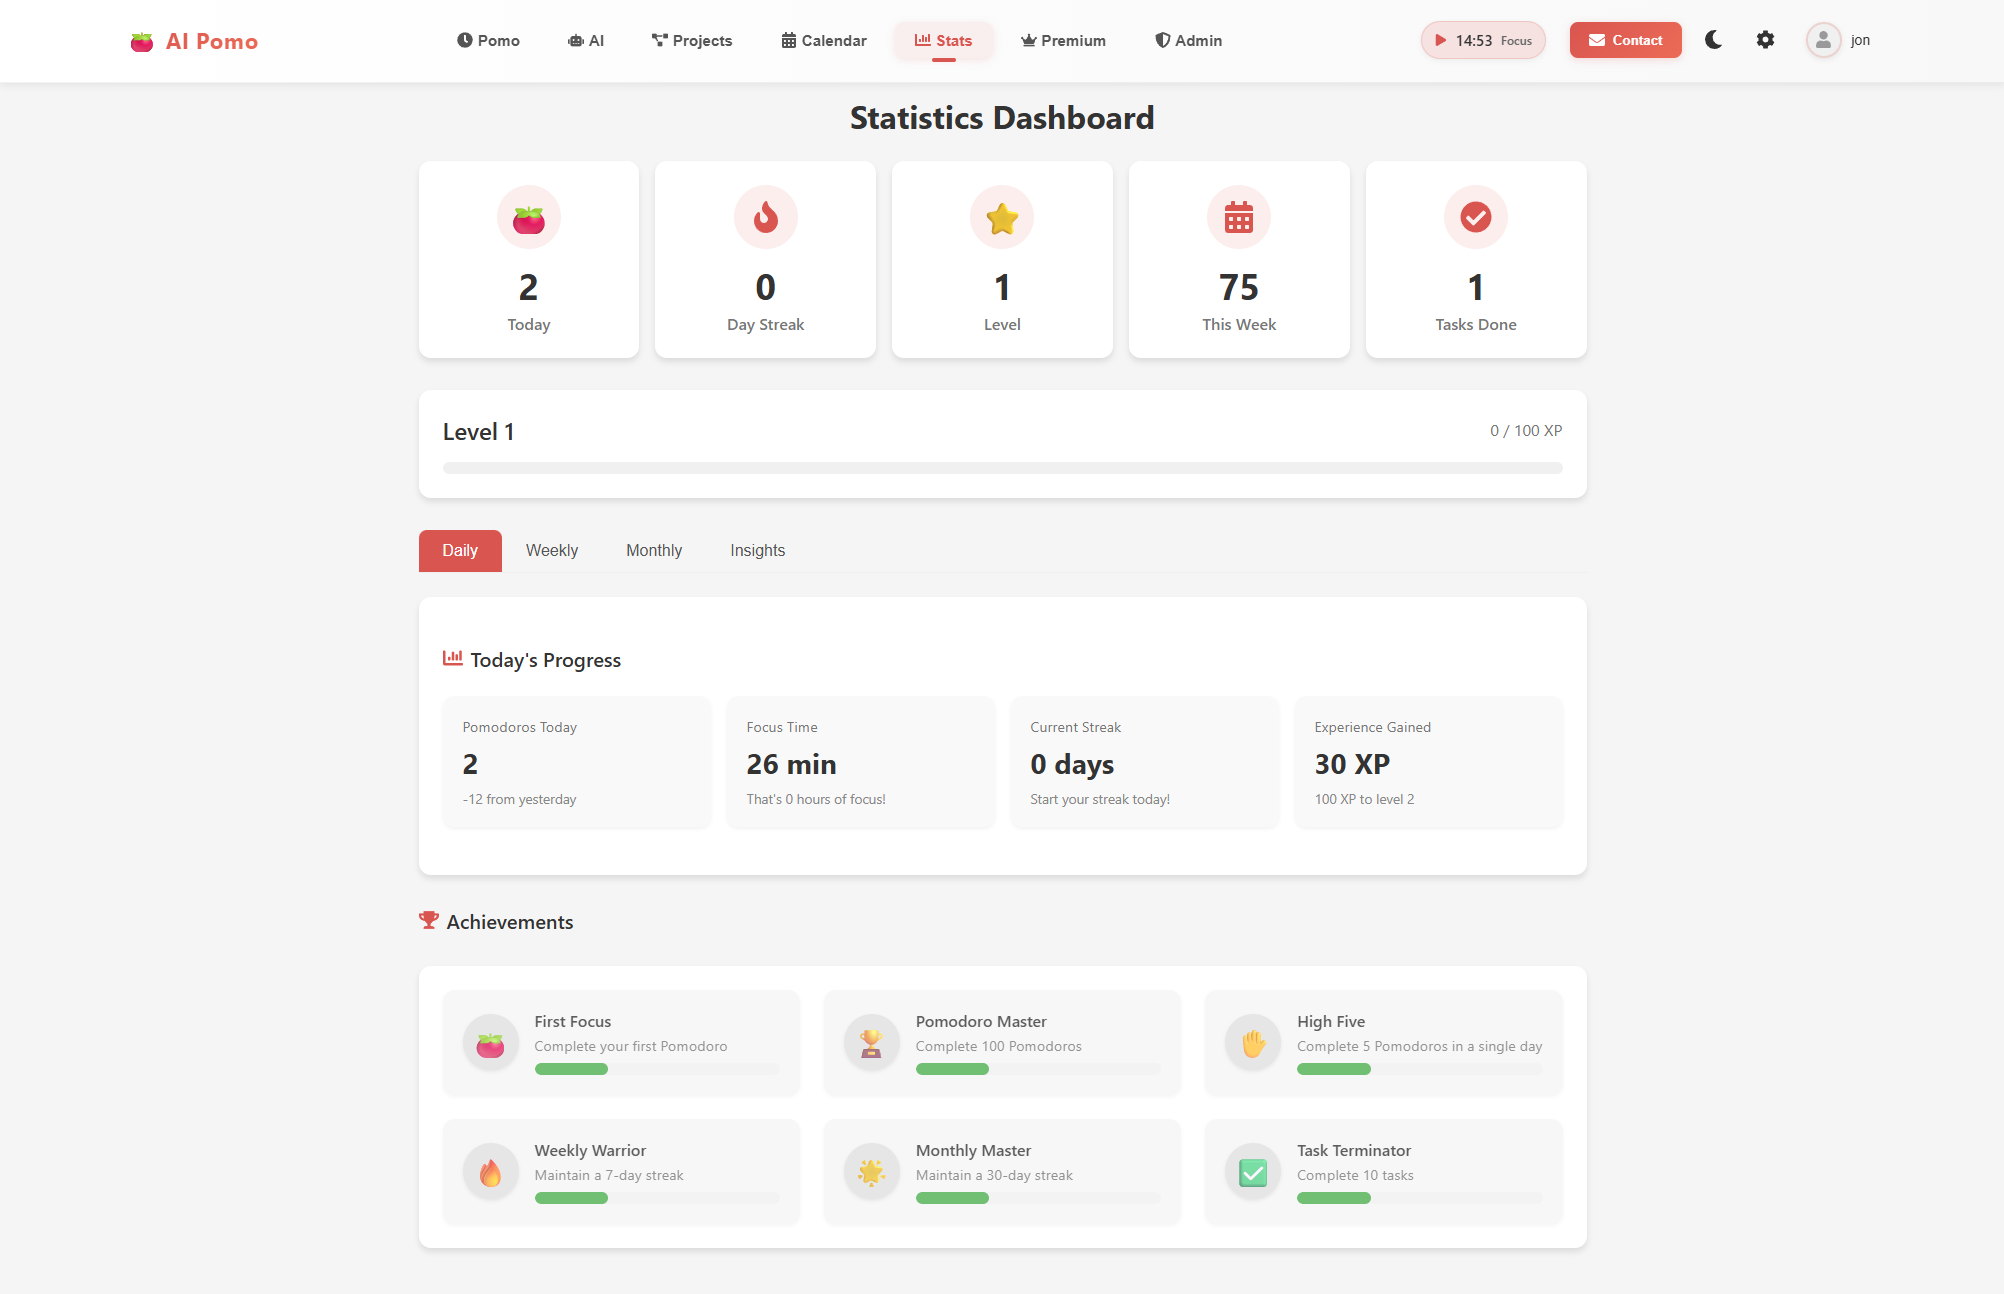 AI Pomo
Pomo
AI
Projects
Calendar
Stats
Premium
Admin
14:53 Focus
Contact
jon
Statistics Dashboard
2
Today
0
Day Streak
1
Level
75
This Week
1
Tasks Done
Level 1
0 / 100 XP
Daily
Weekly
Monthly
Insights
Today's Progress
Pomodoros Today
2
-12 from yesterday
Focus Time
26 min
That's 0 hours of focus!
Current Streak
0 days
Start your streak today!
Experience Gained
30 XP
100 XP to level 2
Achievements
First Focus
Complete your first Pomodoro
Pomodoro Master
Complete 100 Pomodoros
High Five
Complete 5 Pomodoros in a single day
Weekly Warrior
Maintain a 7-day streak
Monthly Master
Maintain a 30-day streak
Task Terminator
Complete 10 tasks